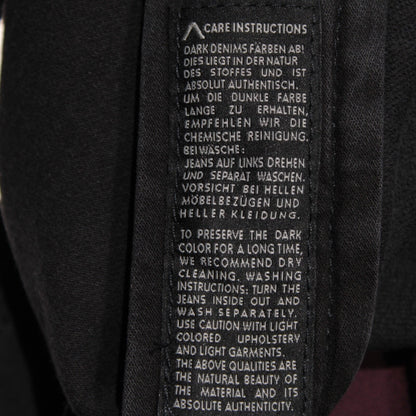 CARE INSTRUCTIONS
DARK DENIMS FÄRBEN AB!
DIES LIEGT IN DER NATUR
DES STOFFES UND IST
ABSOLUT AUTHENTISCH.
UM DIE DUNKLE FARBE
LANGE ZU ERHALTEN,
EMPFEHLEN WIR DIE
CHEMISCHE REINIGUNG.
BEI WÄSCHE:
JEANS AUF LINKS DREHEN
UND SEPARAT WASCHEN.
VORSICHT BEI HELLEN
MÖBELBEZÜGEN UND
HELLER KLEIDUNG.
TO PRESERVE THE DARK
COLOR FOR A LONG TIME,
WE RECOMMEND DRY
CLEANING. WASHING
INSTRUCTIONS: TURN THE
JEANS INSIDE OUT AND
WASH SEPARATELY.
USE CAUTION WITH LIGHT
COLORED UPHOLSTERY
AND LIGHT GARMENTS.
THE ABOVE QUALITIES ARE
THE NATURAL BEAUTY OF
THE MATERIAL AND ITS
ABSOLUTE AUTHENTICITY.